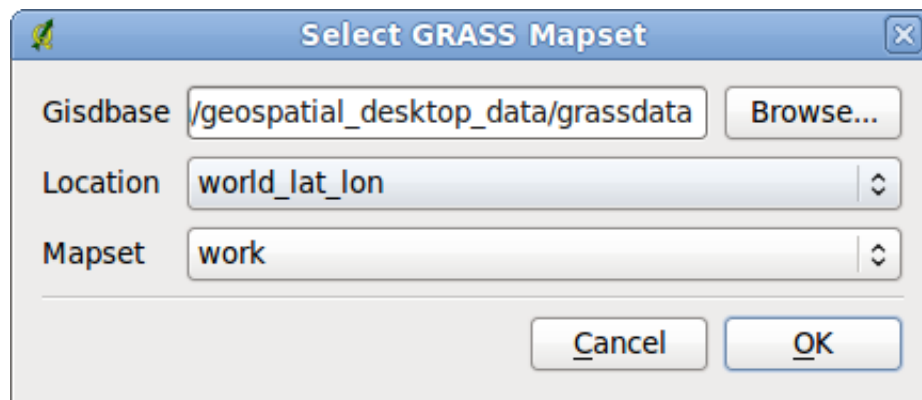 Select GRASS Mapset
Gisdbase /geospatial_desktop_data/grassdata Browse...
Location world_lat_lon
Mapset work
Cancel OK